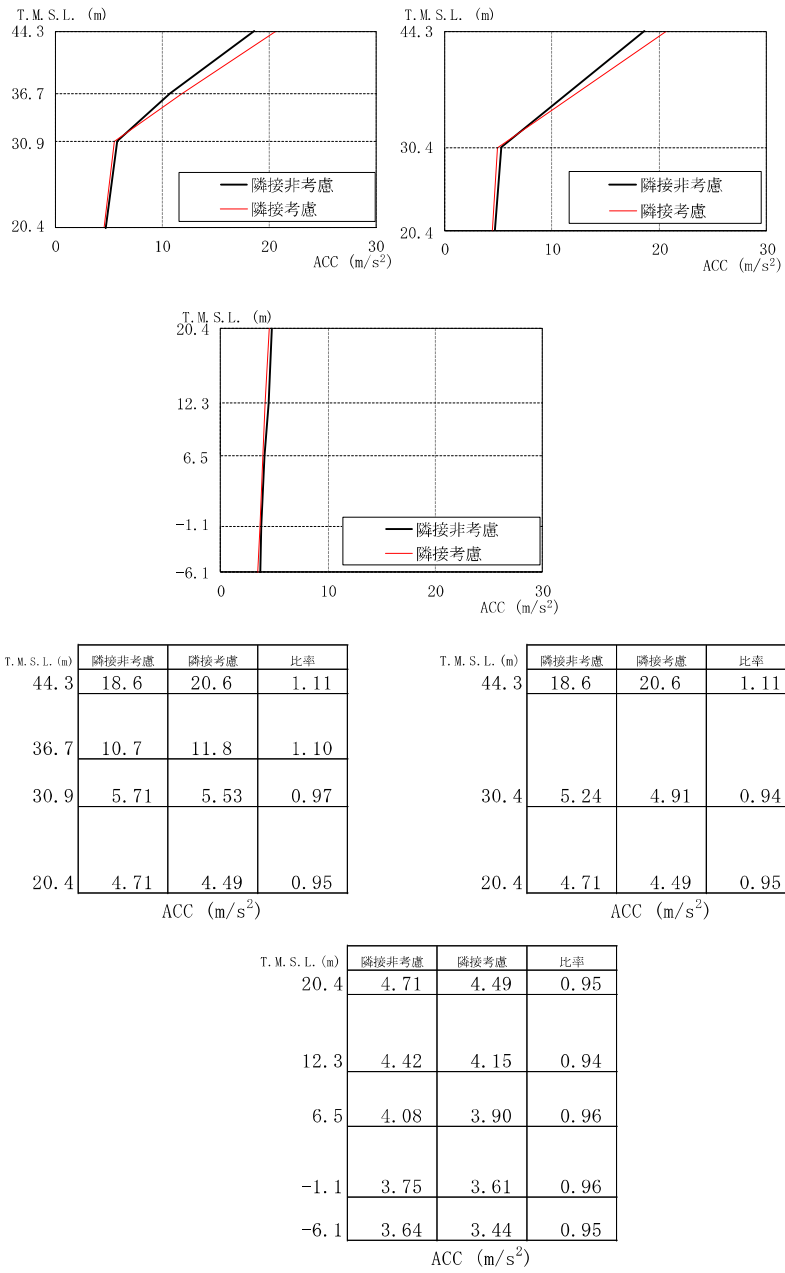 T.M.S.L. (m)
44.3
36.7
30.9
20.4
隣接非考慮
隣接考慮
0 10 20 30
ACC (m/s²)
T.M.S.L. (m)
44.3
30.4
20.4
隣接非考慮
隣接考慮
0 10 20 30
ACC (m/s²)
T.M.S.L. (m)
20.4
12.3
6.5
-1.1
-6.1
隣接非考慮
隣接考慮
0 10 20 30
ACC (m/s²)
T.M.S.L.(m) 隣接非考慮 隣接考慮 比率
44.3 18.6 20.6 1.11
36.7 10.7 11.8 1.10
30.9 5.71 5.53 0.97
20.4 4.71 4.49 0.95
ACC (m/s²)
T.M.S.L.(m) 隣接非考慮 隣接考慮 比率
44.3 18.6 20.6 1.11
30.4 5.24 4.91 0.94
20.4 4.71 4.49 0.95
ACC (m/s²)
T.M.S.L.(m) 隣接非考慮 隣接考慮 比率
20.4 4.71 4.49 0.95
12.3 4.42 4.15 0.94
6.5 4.08 3.90 0.96
-1.1 3.75 3.61 0.96
-6.1 3.64 3.44 0.95
ACC (m/s²)